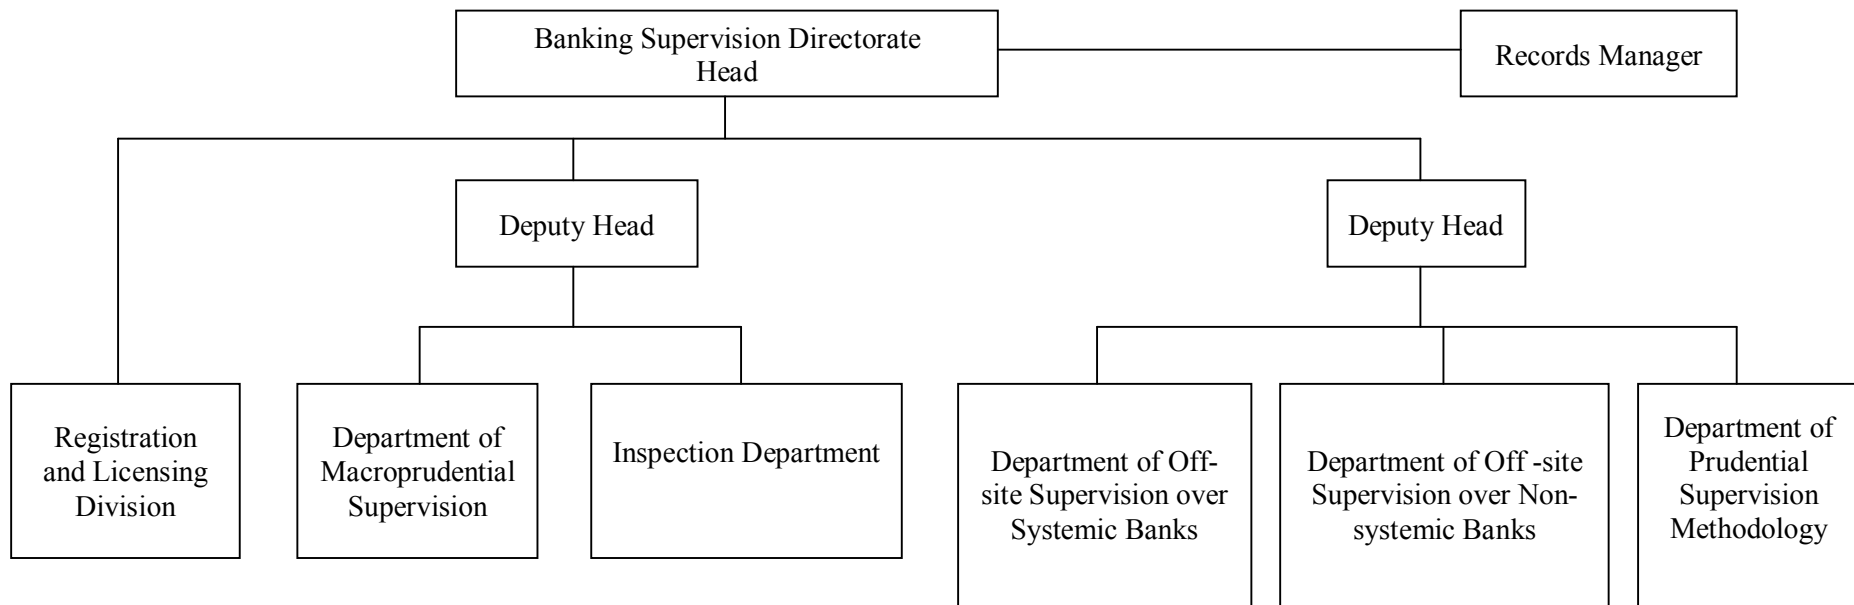 Banking Supervision Directorate
Head
Records Manager
Deputy Head
Deputy Head
Registration
and Licensing
Division
Department of
Macroprudential
Supervision
Inspection Department
Department of Off-
site Supervision over
Systemic Banks
Department of Off -site
Supervision over Non-
systemic Banks
Department of
Prudential
Supervision
Methodology